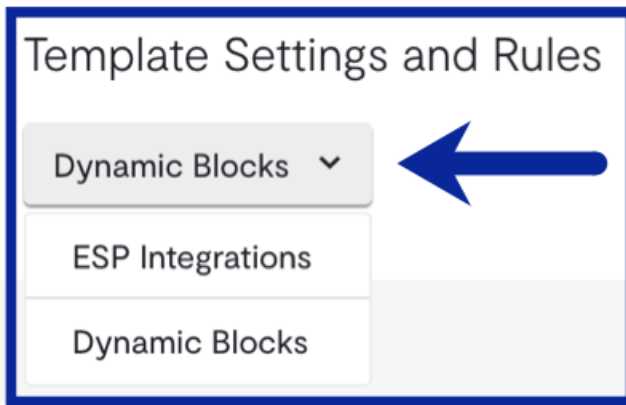 Template Settings and Rules
Dynamic Blocks
ESP Integrations
Dynamic Blocks